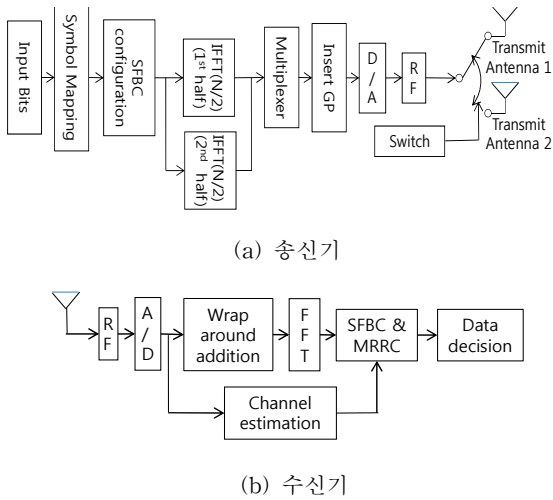 Input Bits
Symbol Mapping
SFBC
configuration
IFFT(N/2)
(1st half)
IFFT(N/2)
(2nd
half)
Multiplexer
Insert GP
D
/
A
R
F
Switch
Transmit
Antenna 1
Transmit
Antenna 2
(a) 송신기
R
F
A
/
D
Wrap
around
addition
F
F
T
SFBC &
MRRC
Data
decision
Channel
estimation
(b) 수신기